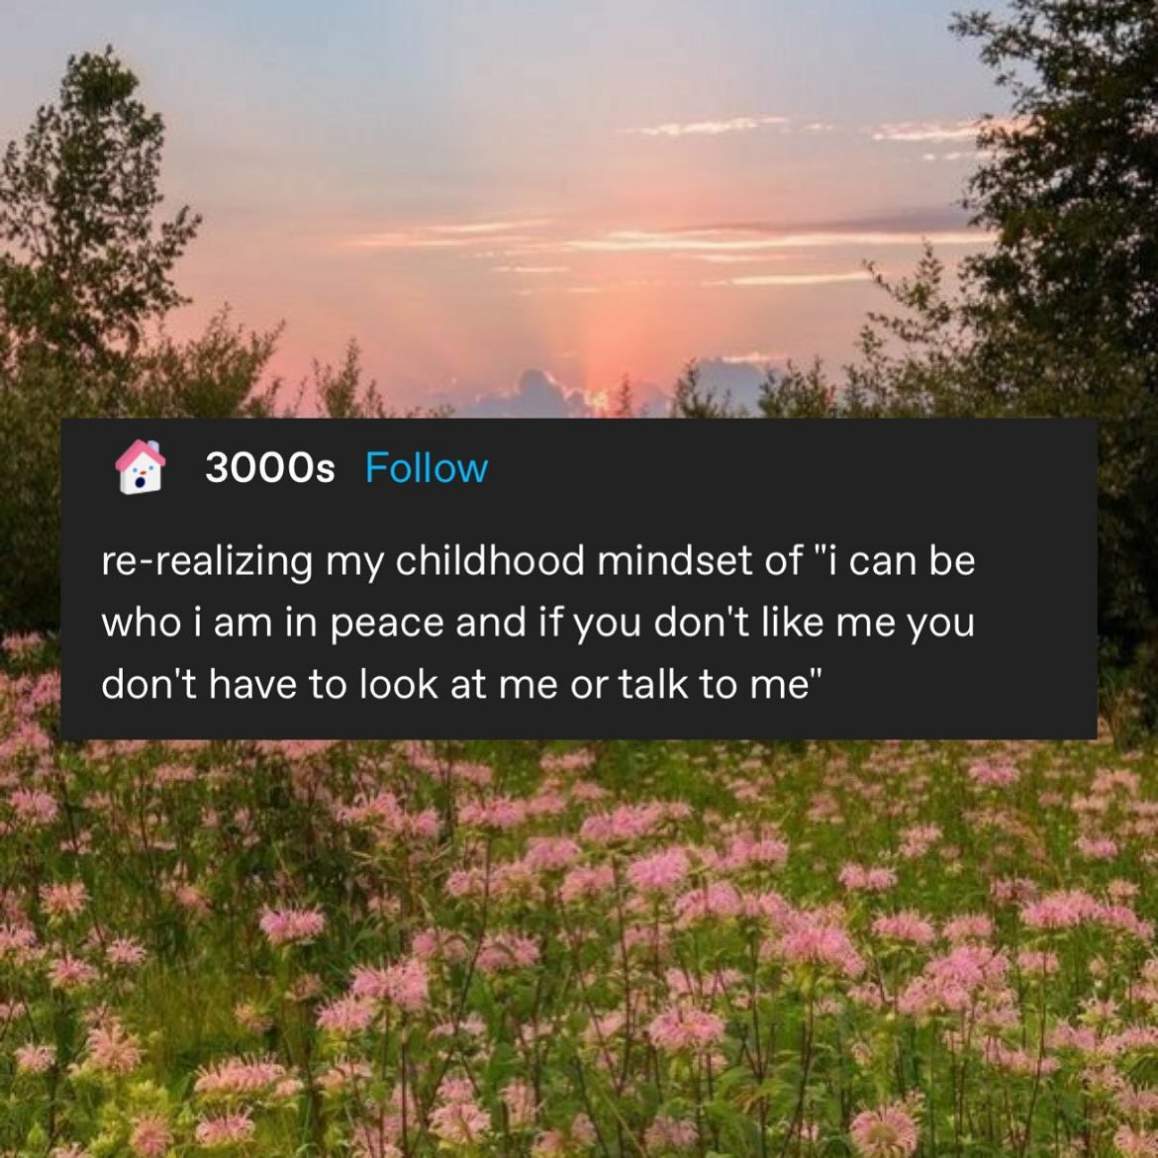 3000s Follow
re-realizing my childhood mindset of "i can be
who i am in peace and if you don't like me you
don't have to look at me or talk to me"